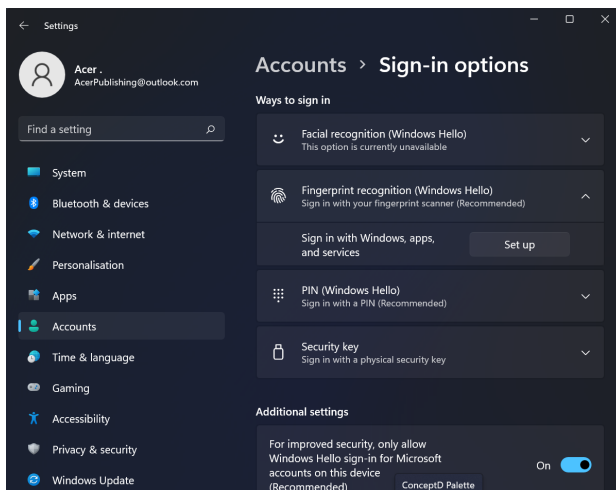 Settings
Acer .
AcerPublishing@outlook.com
Find a setting
System
Bluetooth & devices
Network & internet
Personalisation
Apps
Accounts
Time & language
Gaming
Accessibility
Privacy & security
Windows Update
Accounts > Sign-in options
Ways to sign in
Facial recognition (Windows Hello)
This option is currently unavailable
Fingerprint recognition (Windows Hello)
Sign in with your fingerprint scanner (Recommended)
Sign in with Windows, apps,
and services
Set up
PIN (Windows Hello)
Sign in with a PIN (Recommended)
Security key
Sign in with a physical security key
Additional settings
For improved security, only allow
Windows Hello sign-in for Microsoft
accounts on this device
(Recommended)
On
ConceptD Palette